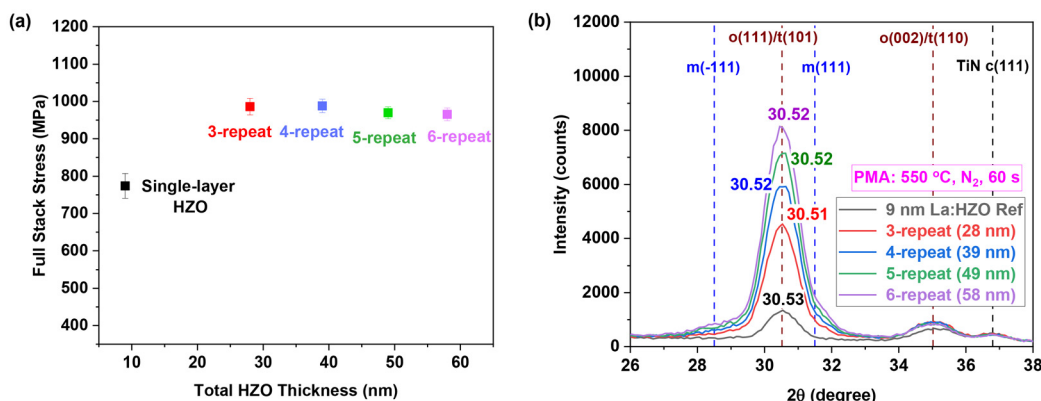 (a)
1200
1100
1000
900
800
700
600
500
400
Full Stack Stress (MPa)
3-repeat
4-repeat
5-repeat
6-repeat
Single-layer
HZO
0
10
20
30
40
50
60
Total HZO Thickness (nm)
(b)
12000
10000
8000
6000
4000
2000
0
Intensity (counts)
o(111)/t(101)
o(002)/t(110)
m(-111)
m(111)
TiN c(111)
30.52
30.52
30.52
30.51
30.53
PMA: 550 ºC, N₂, 60 s
9 nm La:HZO Ref
3-repeat (28 nm)
4-repeat (39 nm)
5-repeat (49 nm)
6-repeat (58 nm)
26
28
30
32
34
36
38
2θ (degree)